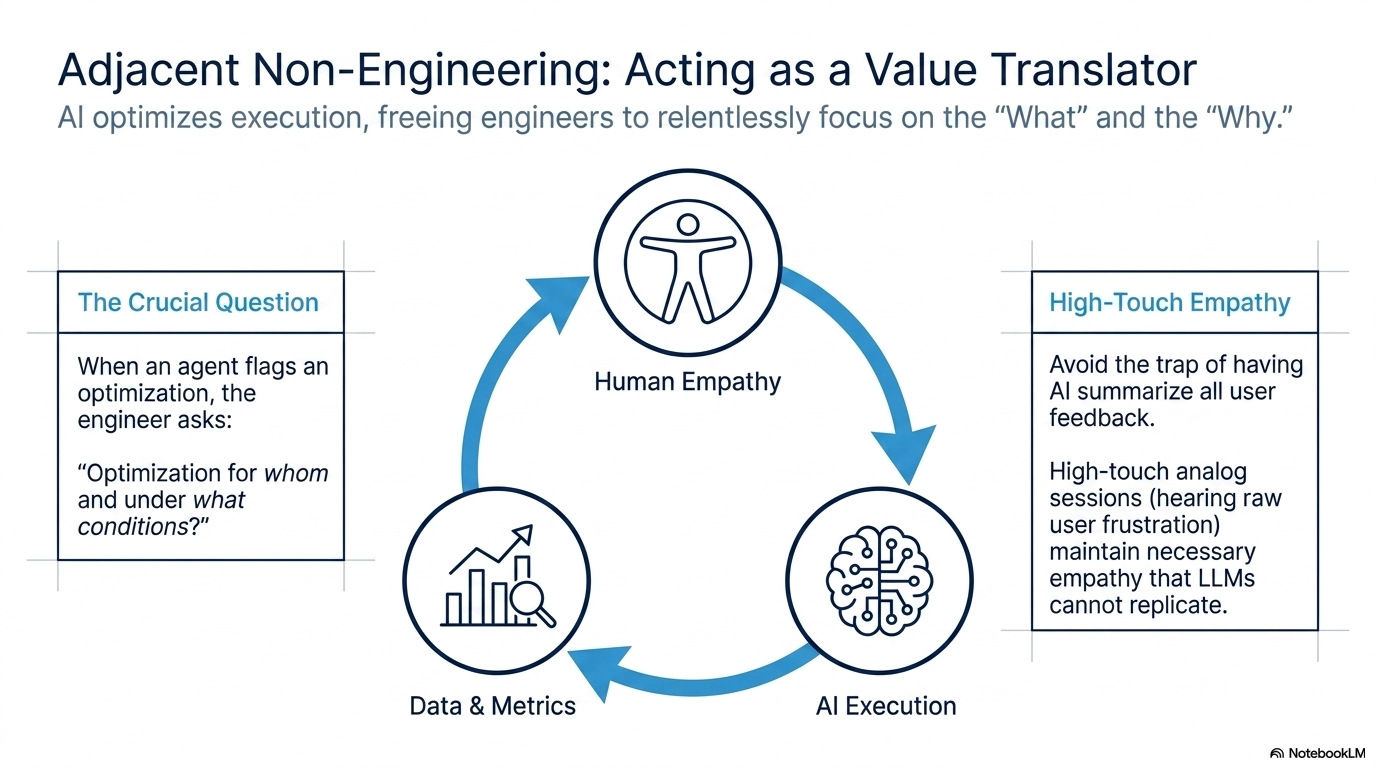 Adjacent Non-Engineering: Acting as a Value Translator
AI optimizes execution, freeing engineers to relentlessly focus on the “What” and the “Why.”
The Crucial Question
When an agent flags an
optimization, the
engineer asks:
“Optimization for whom
and under what
conditions?”
Human Empathy
Data & Metrics
AI Execution
High-Touch Empathy
Avoid the trap of having
AI summarize all user
feedback.
High-touch analog
sessions (hearing raw
user frustration)
maintain necessary
empathy that LLMs
cannot replicate.
NotebookLM